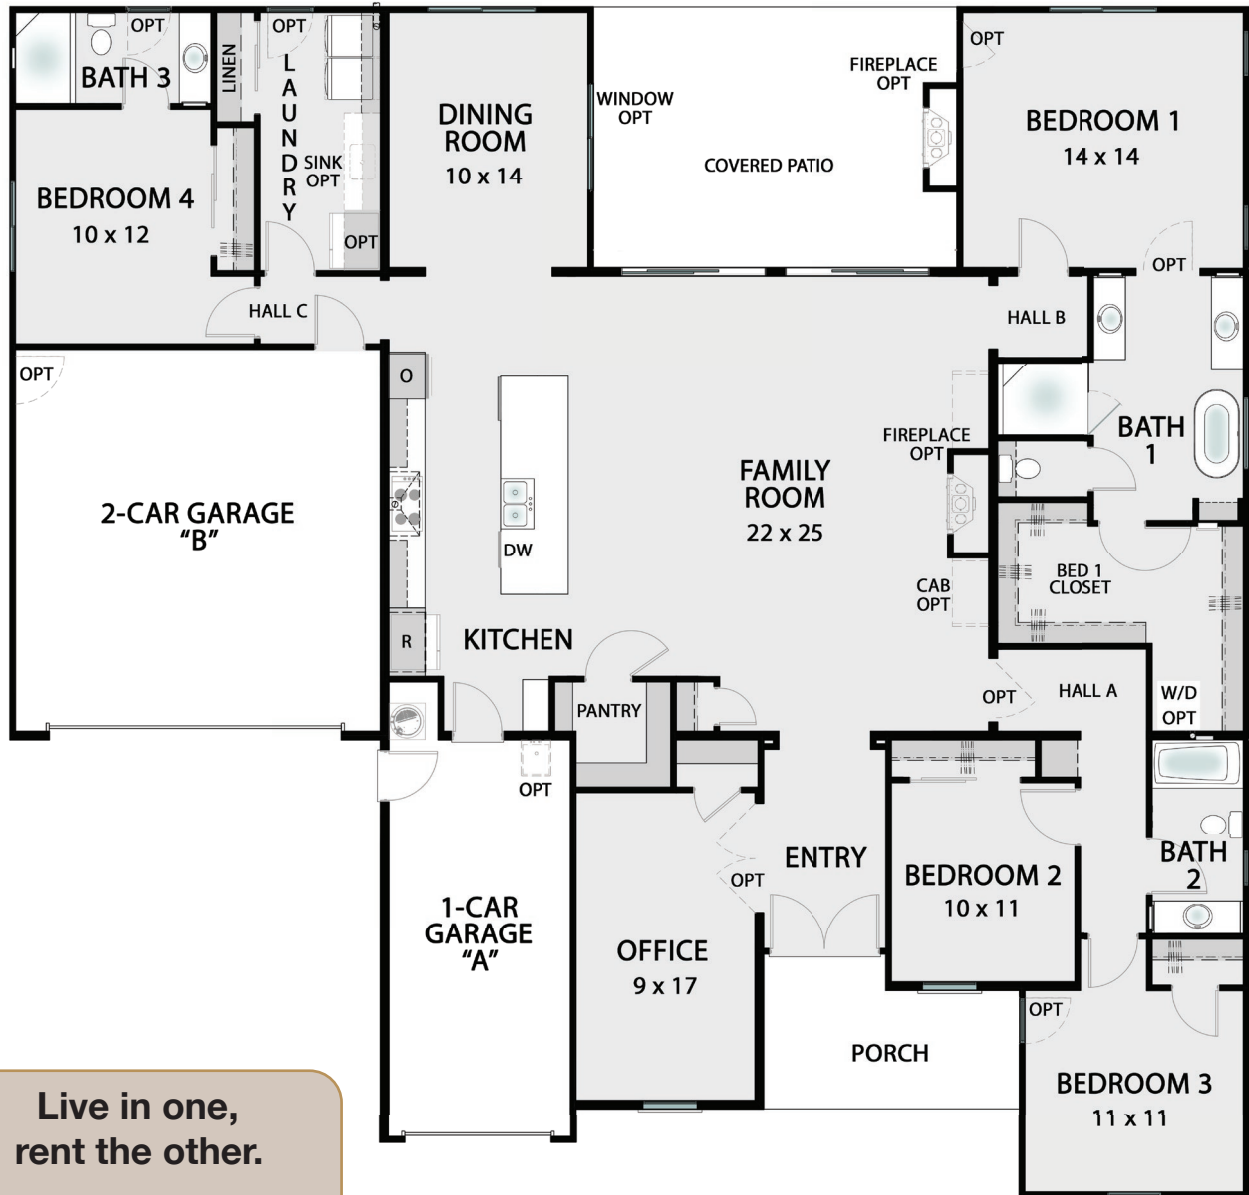 OPT
BATH 3
LINEN
OPT
LAUNDRY
SINK
OPT
OPT
BEDROOM 4
10 x 12
HALL C
DINING
ROOM
10 x 14
WINDOW
OPT
COVERED PATIO
FIREPLACE
OPT
OPT
BEDROOM 1
14 x 14
OPT
HALL B
BATH
1
OPT
2-CAR GARAGE
"B"
O
DW
R
KITCHEN
FAMILY
ROOM
22 x 25
FIREPLACE
OPT
CAB
OPT
BED 1
CLOSET
W/D
OPT
OPT
HALL A
PANTRY
OPT
1-CAR
GARAGE
"A"
OFFICE
9 x 17
OPT
ENTRY
BEDROOM 2
10 x 11
BATH
2
PORCH
OPT
BEDROOM 3
11 x 11
Live in one,
rent the other.